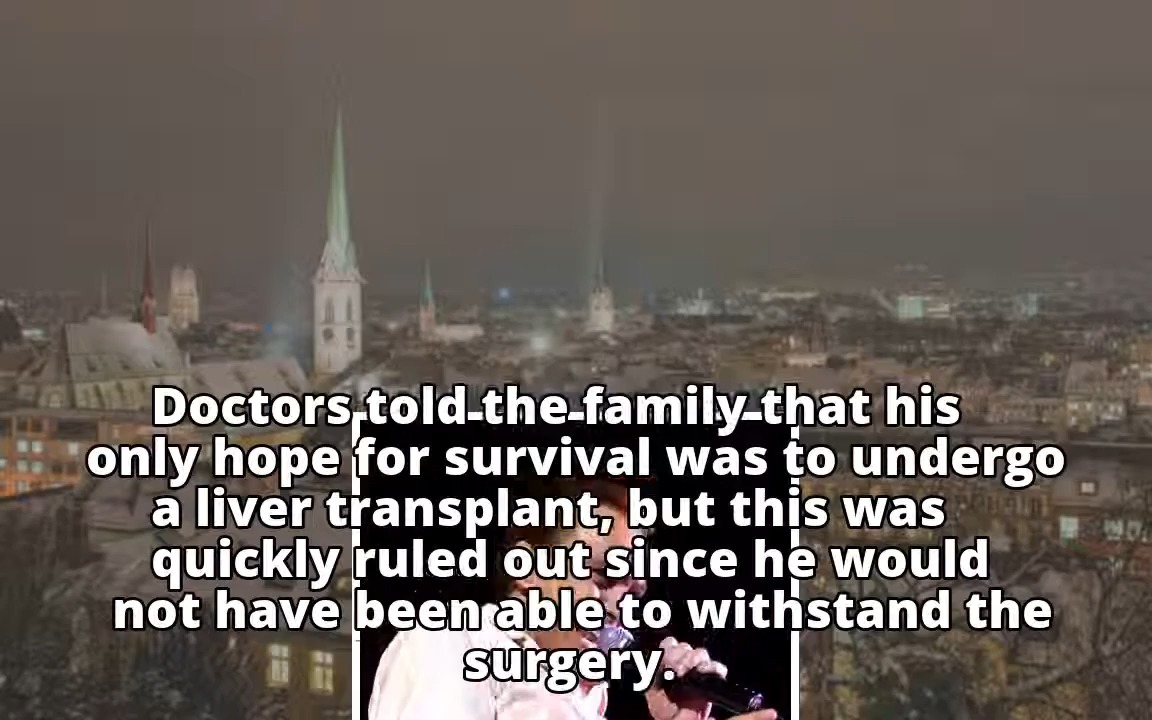 Doctors told the family that his
only hope for survival was to undergo
a liver transplant, but this was
quickly ruled out since he would
not have been able to withstand the
surgery.